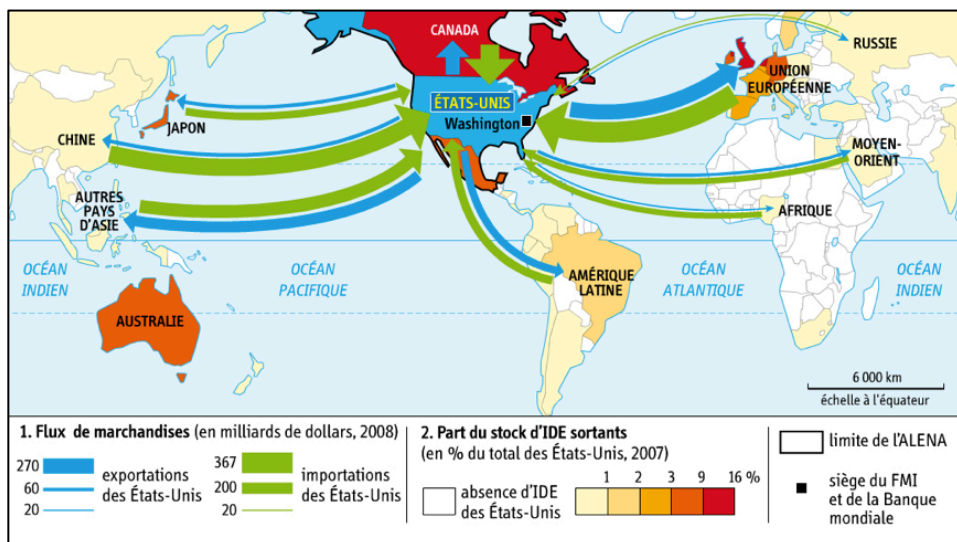 CANADA
RUSSIE
UNION
EUROPÉENNE
ÉTATS-UNIS
Washington
JAPON
CHINE
MOYEN-
ORIENT
AUTRES
PAYS
D'ASIE
AFRIQUE
OCÉAN
INDIEN
OCÉAN
PACIFIQUE
AMÉRIQUE
LATINE
OCÉAN
ATLANTIQUE
OCÉAN
INDIEN
AUSTRALIE
6 000 km
échelle à l'équateur
1. Flux de marchandises (en milliards de dollars, 2008)
270
60
20
exportations
des États-Unis
367
200
20
importations
des États-Unis
2. Part du stock d'IDE sortants
(en % du total des États-Unis, 2007)
absence d'IDE
des États-Unis
1 2 3 9 16 %
limite de l'ALENA
siège du FMI
et de la Banque
mondiale